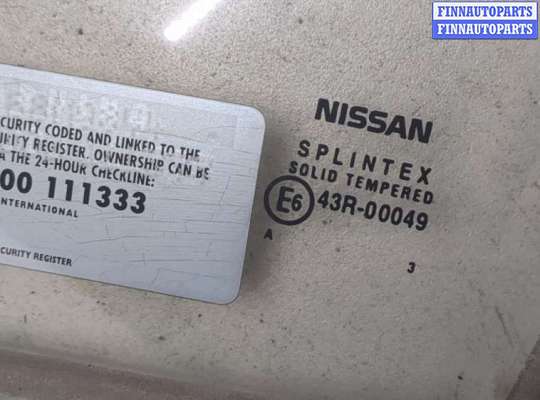 FINNAUTOPARTS
FINNAUTOPARTS
CURITY CODED AND LINKED TO THE
REGISTER. OWNERSHIP CAN BE
A THE 24-HOUR CHECKLINE:
00 111333
INTERNATIONAL
CURITY REGISTER
NISSAN
SPLINTEX
SOLID TEMPERED
E6 43R-00049
A
3